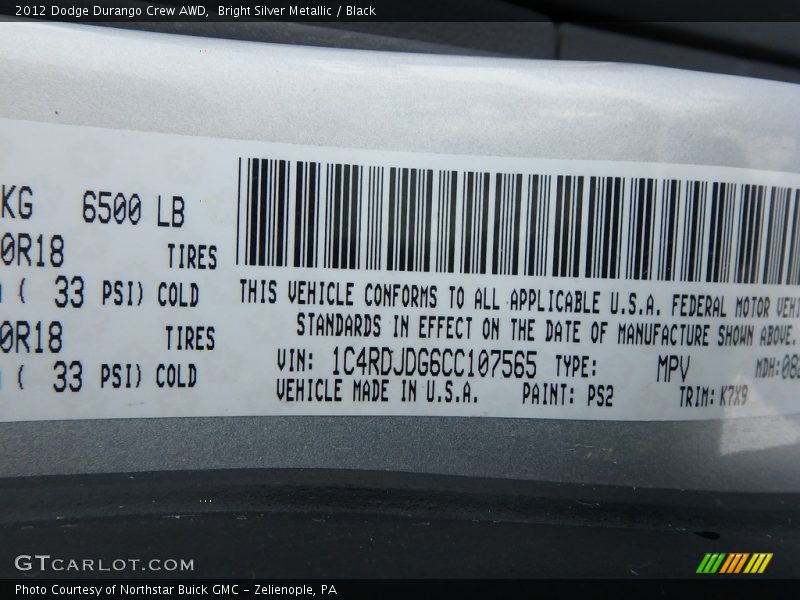 2012 Dodge Durango Crew AWD, Bright Silver Metallic / Black
KG 6500 LB
0R18 TIRES
( 33 PSI) COLD
0R18 TIRES
( 33 PSI) COLD
THIS VEHICLE CONFORMS TO ALL APPLICABLE U.S.A. FEDERAL MOTOR VEHI
STANDARDS IN EFFECT ON THE DATE OF MANUFACTURE SHOWN ABOVE.
VIN: 1C4RDJDG6CC107565 TYPE: MPV MDH:082
VEHICLE MADE IN U.S.A. PAINT: PS2 TRIM: K7X9
GTCARLOT.COM
Photo Courtesy of Northstar Buick GMC - Zelienople, PA